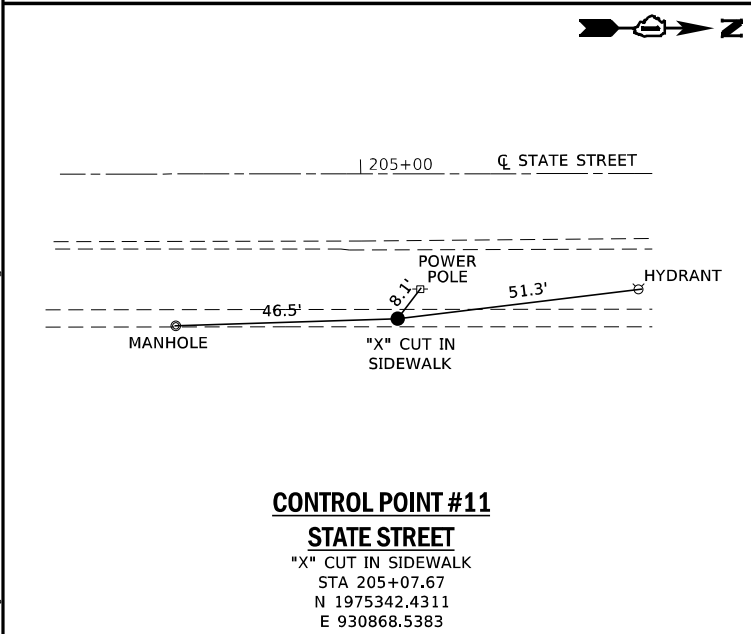 N
205+00
℄ STATE STREET
POWER
POLE
HYDRANT
8.1'
51.3'
46.5'
MANHOLE
"X" CUT IN
SIDEWALK
CONTROL POINT #11
STATE STREET
"X" CUT IN SIDEWALK
STA 205+07.67
N 1975342.4311
E 930868.5383